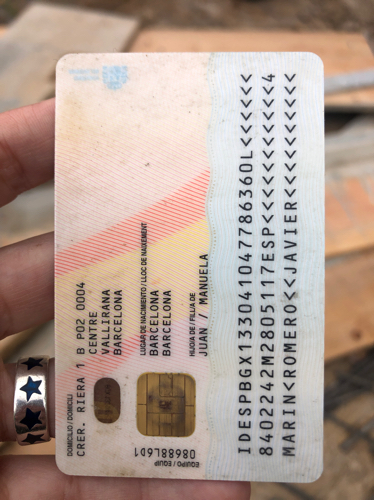 DOMICILIO / DOMICILI
CRER. RIERA 1 B P02 0004
CENTRE
VALLIRANA
BARCELONA
LUGAR DE NACIMIENTO / LLOC DE NAIXEMENT
BARCELONA
BARCELONA
HIJO/A DE / FILL/A DE
JUAN / MANUELA
EQUIPO / EQUIP
08688L6D1
IDESPBGX133041047786360L<<<<<<
8402242M2805117ESP<<<<<<<<<<<4
MARIN<ROMERO<<JAVIER<<<<<<<<<<